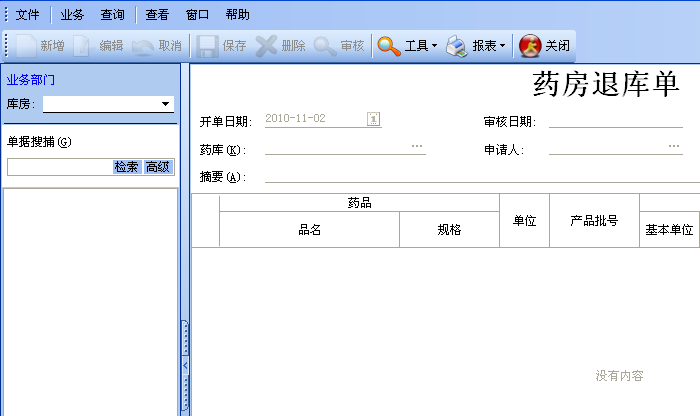 文件 业务 查询 查看 窗口 帮助
新增 编辑 取消 保存 删除 审核 工具 报表 关闭
业务部门
库房:
单据搜捕(G)
检索 高级
药房退库单
开单日期: 2010-11-02 1 审核日期:
药库(K): ... 申请人: ...
摘要(A):
药品
品名 规格 单位 产品批号 基本单位
没有内容